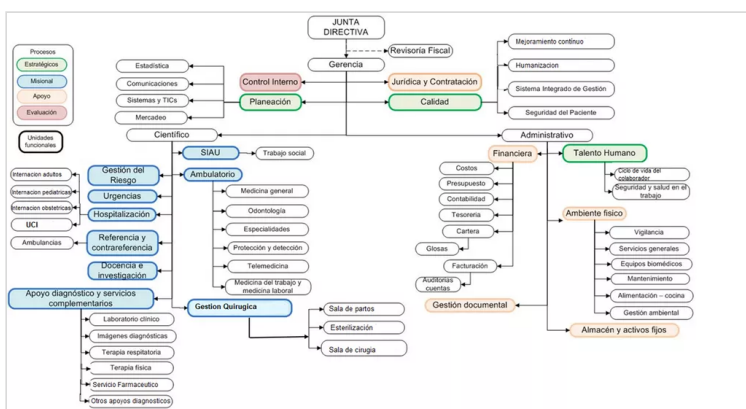 JUNTA
DIRECTIVA
Revisoría Fiscal
Gerencia
Procesos
Estratégicos
Misional
Apoyo
Evaluación
Unidades
funcionales
Estadística
Comunicaciones
Sistemas y TICs
Mercadeo
Control Interno
Planeación
Jurídica y Contratación
Calidad
Mejoramiento contínuo
Humanizacion
Sistema Integrado de Gestión
Seguridad del Paciente
Científico
Administrativo
SIAU
Trabajo social
Gestión del
Riesgo
Urgencias
Hospitalización
Internacion adutos
Internacion pediatricas
Internacion obstetricas
UCI
Referencia y
contrareferencia
Ambulancias
Docencia e
investigación
Apoyo diagnóstico y servicios
complementarios
Laboratorio clínico
Imágenes diagnósticas
Terapia respitatoria
Terapia física
Servicio Farmaceutico
Otros apoyos diagnosticos
Ambulatorio
Medicina general
Odontología
Especialidades
Protección y detección
Telemedicina
Medicina del trabajo y
medicina laboral
Gestion Quirugica
Sala de partos
Esterilización
Sala de cirugia
Financiera
Costos
Presupuesto
Contabilidad
Tesoreria
Cartera
Glosas
Facturación
Auditorias
cuentas
Gestión documental
Talento Humano
Ciclo de vida del
colaborador
Seguridad y salud en el
trabajo
Ambiente fisico
Vigilancia
Servicios generales
Equipos biomédicos
Mantenimiento
Alimentación – cocina
Gestión ambiental
Almacén y activos fijos